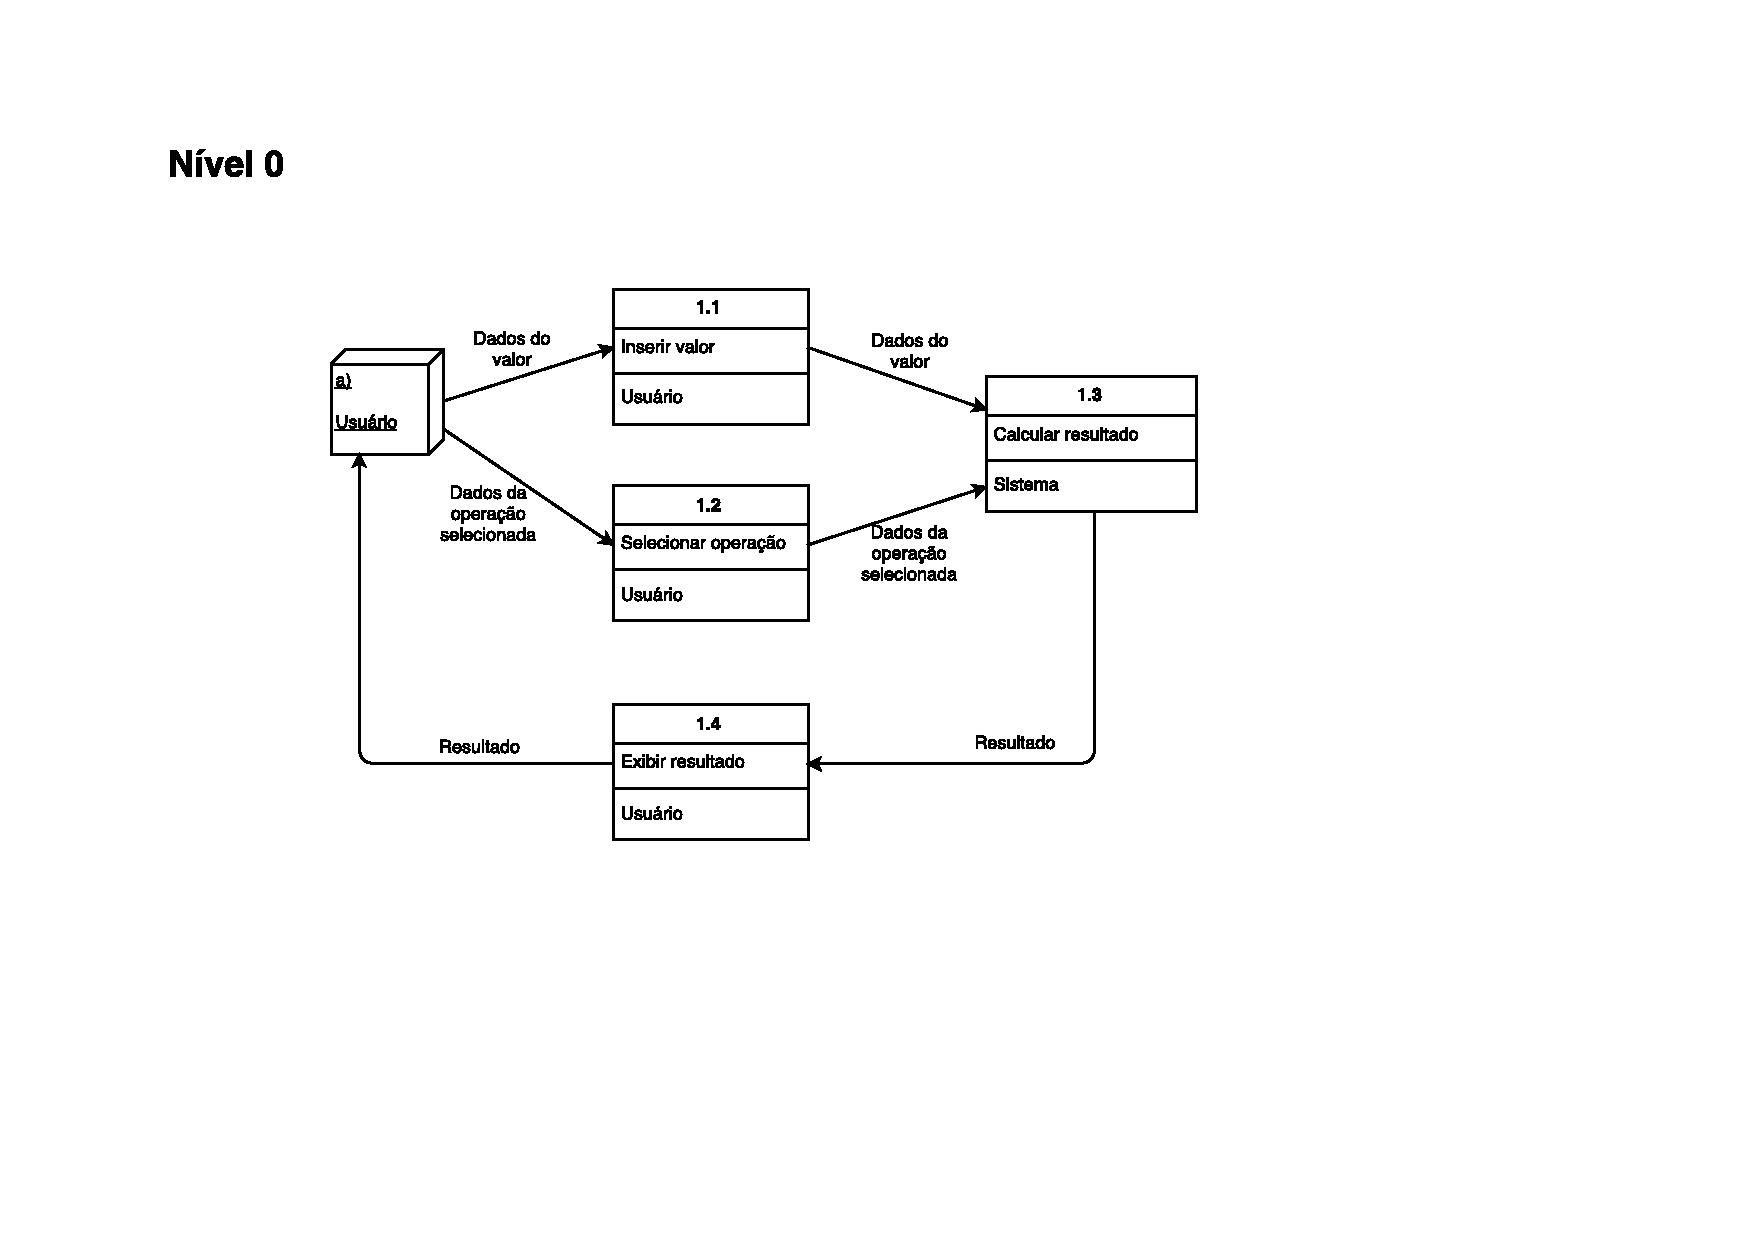 Nível 0
1.1
Inserir valor
Usuário
Dados do
valor
Dados do
valor
a)
Usuário
1.3
Calcular resultado
Sistema
Dados da
operação
selecionada
1.2
Selecionar operação
Usuário
Dados da
operação
selecionada
1.4
Exibir resultado
Usuário
Resultado
Resultado